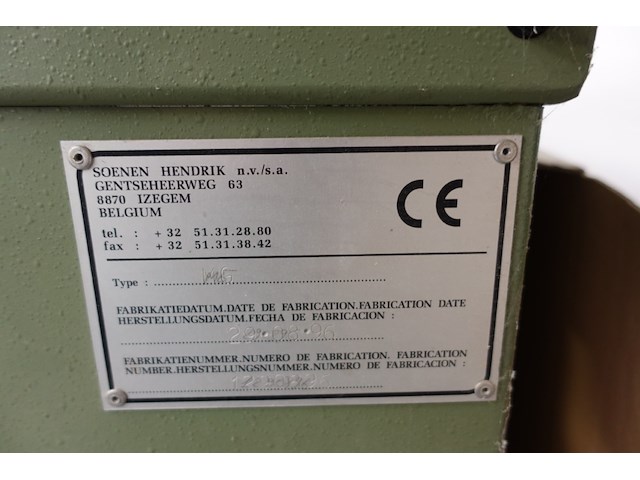 SOENEN HENDRIK n.v./s.a.
GENTSEHEERWEG 63
8870 IZEGEM
BELGIUM
CE
tel. : + 32 51.31.28.80
fax : + 32 51.31.38.42
Type :
FABRIKATIEDATUM.DATE DE FABRICATION.FABRICATION DATE
HERSTELLUNGSDATUM.FECHA DE FABRICACION :
FABRIKATIENUMMER.NUMERO DE FABRICATION. FABRICATION
NUMBER.HERSTELLUNGSNUMMER.NUMERO DE FABRICACION :